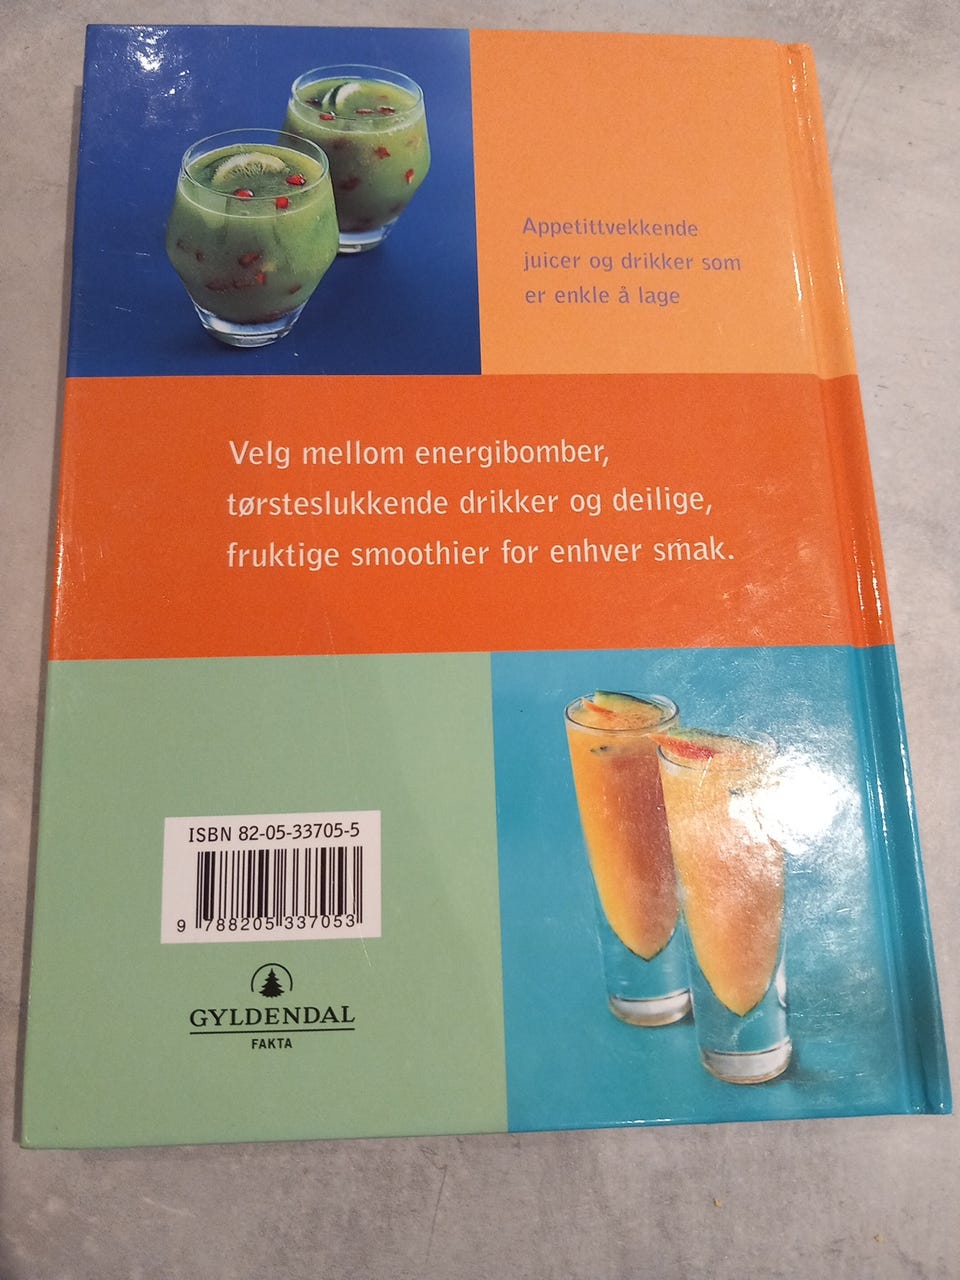 Appetittvekkende
juicer og drikker som
er enkle å lage
Velg mellom energibomber,
tørsteslukkende drikker og deilige,
fruktige smoothier for enhver smak.
ISBN 82-05-33705-5
9 788205 337053
GYLDENDAL
FAKTA